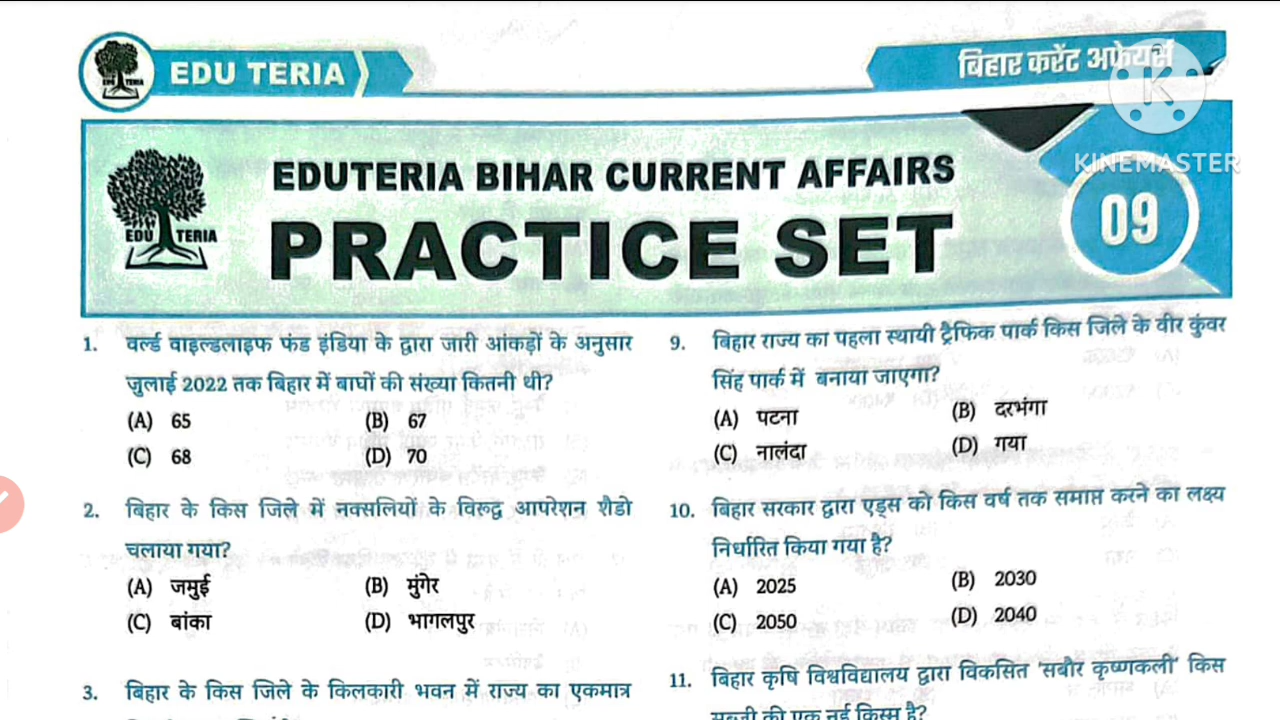 EDU TERIA
बिहार करेंट अफेयर्स
KINEMASTER
EDUTERIA BIHAR CURRENT AFFAIRS
PRACTICE SET
09
EDU TERIA
1. वर्ल्ड वाइल्डलाइफ फंड इंडिया के द्वारा जारी आंकड़ों के अनुसार
जुलाई 2022 तक बिहार में बाघों की संख्या कितनी थी?
(A) 65 (B) 67
(C) 68 (D) 70
2. बिहार के किस जिले में नक्सलियों के विरूद्ध आपरेशन शैडो
चलाया गया?
(A) जमुई (B) मुंगेर
(C) बांका (D) भागलपुर
3. बिहार के किस जिले के किलकारी भवन में राज्य का एकमात्र
9. बिहार राज्य का पहला स्थायी ट्रैफिक पार्क किस जिले के वीर कुंवर
सिंह पार्क में बनाया जाएगा?
(A) पटना (B) दरभंगा
(C) नालंदा (D) गया
10. बिहार सरकार द्वारा एड्स को किस वर्ष तक समाप्त करने का लक्ष्य
निर्धारित किया गया है?
(A) 2025 (B) 2030
(C) 2050 (D) 2040
11. बिहार कृषि विश्वविद्यालय द्वारा विकसित 'सबौर कृष्णकली' किस
सब्जी की एक नई किस्म है?